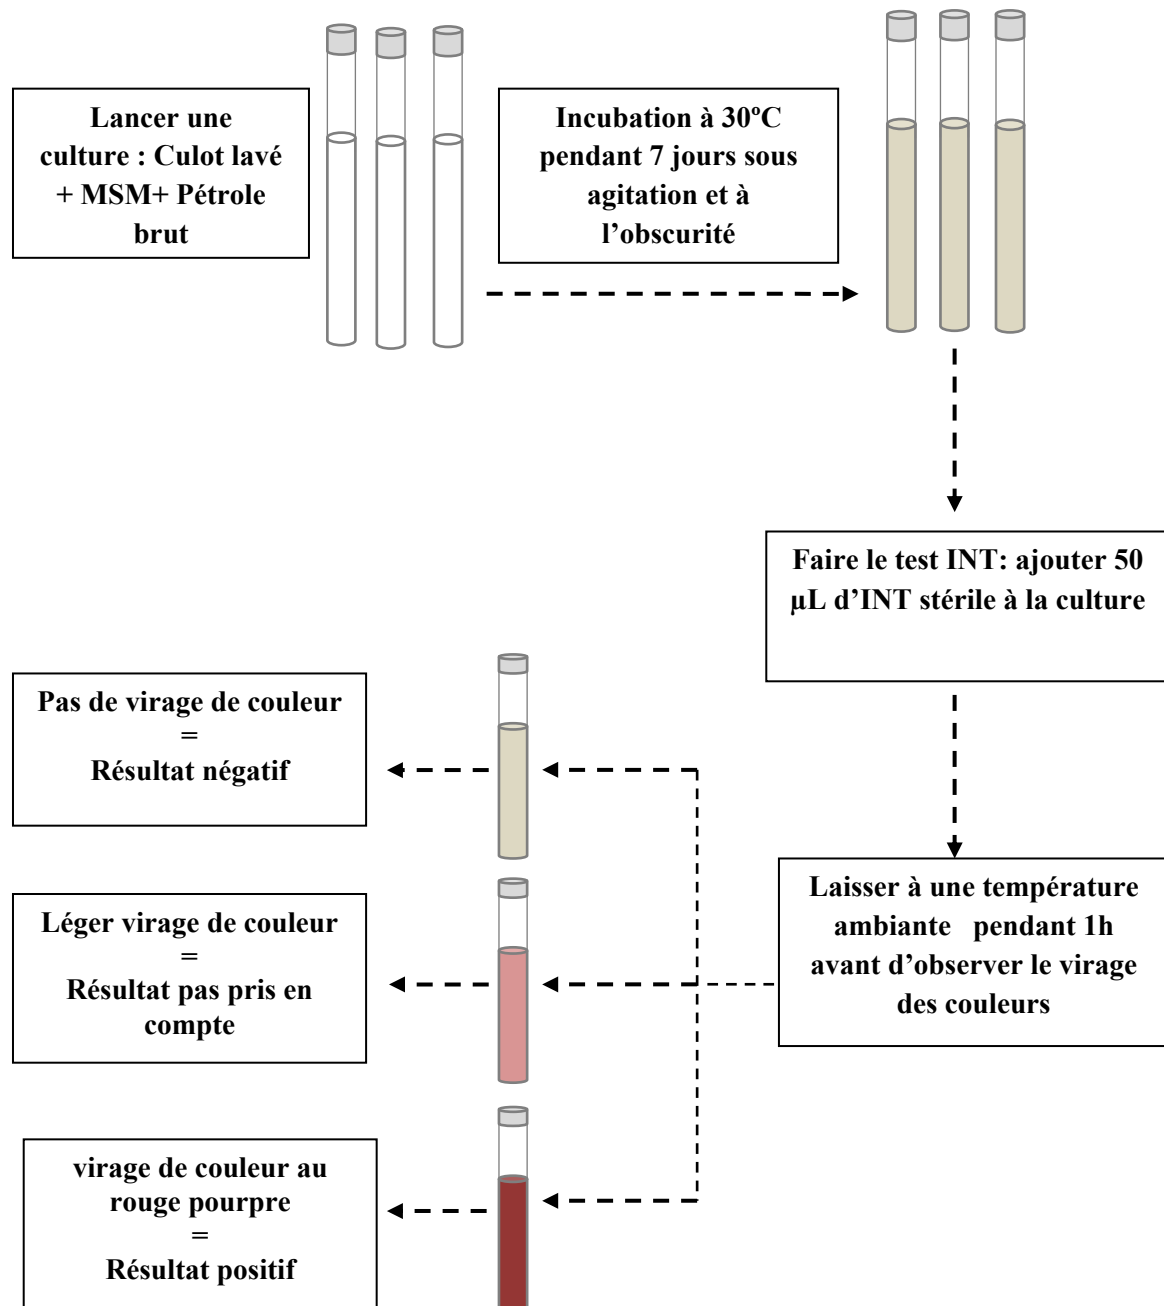 Lancer une
culture : Culot lavé
+ MSM+ Pétrole
brut
Incubation à 30ºC
pendant 7 jours sous
agitation et à
l’obscurité
Faire le test INT: ajouter 50
µL d’INT stérile à la culture
Laisser à une température
ambiante pendant 1h
avant d’observer le virage
des couleurs
Pas de virage de couleur
=
Résultat négatif
Léger virage de couleur
=
Résultat pas pris en
compte
virage de couleur au
rouge pourpre
=
Résultat positif